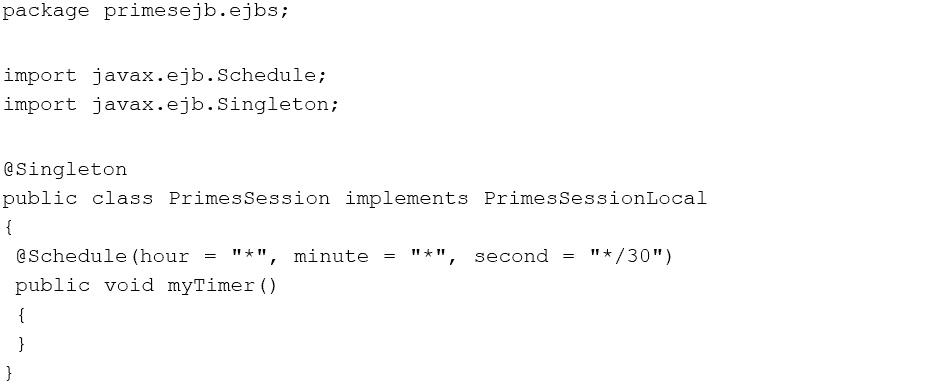 package primesejb.ejbs;
import javax.ejb.Schedule;
import javax.ejb.Singleton;
@Singleton
public class PrimesSession implements PrimesSessionLocal
{
@Schedule(hour = "*", minute = "*", second = "*/30")
public void myTimer()
{
}
}